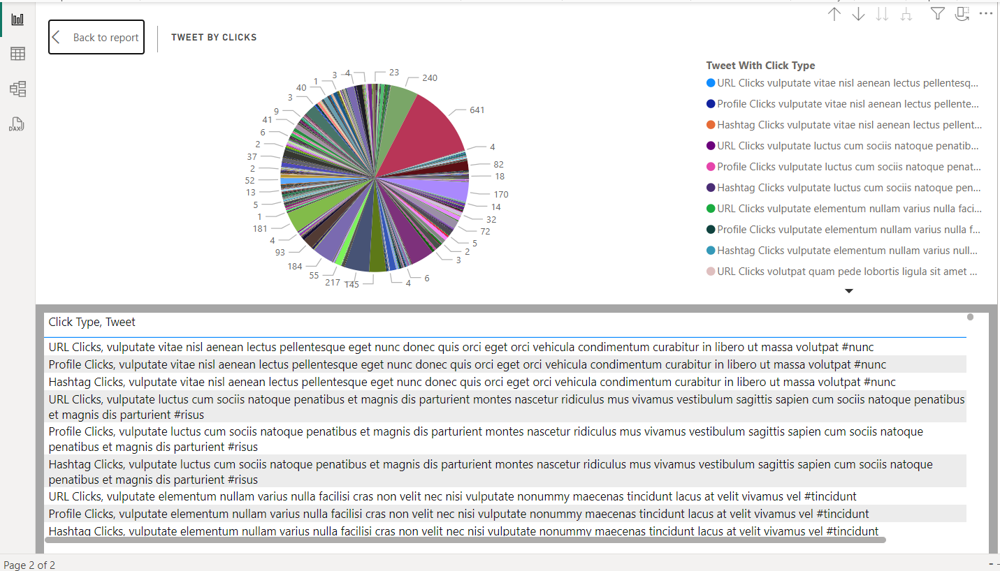 Back to report
TWEET BY CLICKS
23
240
641
4
82
18
170
14
32
72
5
2
3
6
4
145
217
55
184
93
4
181
1
5
13
52
2
37
2
6
41
9
3
40
1
3
4
Tweet With Click Type
URL Clicks vulputate vitae nisl aenean lectus pellentesq...
Profile Clicks vulputate vitae nisl aenean lectus pellente...
Hashtag Clicks vulputate vitae nisl aenean lectus pellent...
URL Clicks vulputate luctus cum sociis natoque penatib...
Profile Clicks vulputate luctus cum sociis natoque penat...
Hashtag Clicks vulputate luctus cum sociis natoque pen...
URL Clicks vulputate elementum nullam varius nulla faci...
Profile Clicks vulputate elementum nullam varius nulla f...
Hashtag Clicks vulputate elementum nullam varius null...
URL Clicks volutpat quam pede lobortis ligula sit amet ...
DAX
Click Type, Tweet
URL Clicks, vulputate vitae nisl aenean lectus pellentesque eget nunc donec quis orci eget orci vehicula condimentum curabitur in libero ut massa volutpat #nunc
Profile Clicks, vulputate vitae nisl aenean lectus pellentesque eget nunc donec quis orci eget orci vehicula condimentum curabitur in libero ut massa volutpat #nunc
Hashtag Clicks, vulputate vitae nisl aenean lectus pellentesque eget nunc donec quis orci eget orci vehicula condimentum curabitur in libero ut massa volutpat #nunc
URL Clicks, vulputate luctus cum sociis natoque penatibus et magnis dis parturient montes nascetur ridiculus mus vivamus vestibulum sagittis sapien cum sociis natoque penatibus
et magnis dis parturient #risus
Profile Clicks, vulputate luctus cum sociis natoque penatibus et magnis dis parturient montes nascetur ridiculus mus vivamus vestibulum sagittis sapien cum sociis natoque
penatibus et magnis dis parturient #risus
Hashtag Clicks, vulputate luctus cum sociis natoque penatibus et magnis dis parturient montes nascetur ridiculus mus vivamus vestibulum sagittis sapien cum sociis natoque
penatibus et magnis dis parturient #risus
URL Clicks, vulputate elementum nullam varius nulla facilisi cras non velit nec nisi vulputate nonummy maecenas tincidunt lacus at velit vivamus vel #tincidunt
Profile Clicks, vulputate elementum nullam varius nulla facilisi cras non velit nec nisi vulputate nonummy maecenas tincidunt lacus at velit vivamus vel #tincidunt
Hashtag Clicks, vulputate elementum nullam varius nulla facilisi cras non velit nec nisi vulputate nonummy maecenas tincidunt lacus at velit vivamus vel #tincidunt
Page 2 of 2